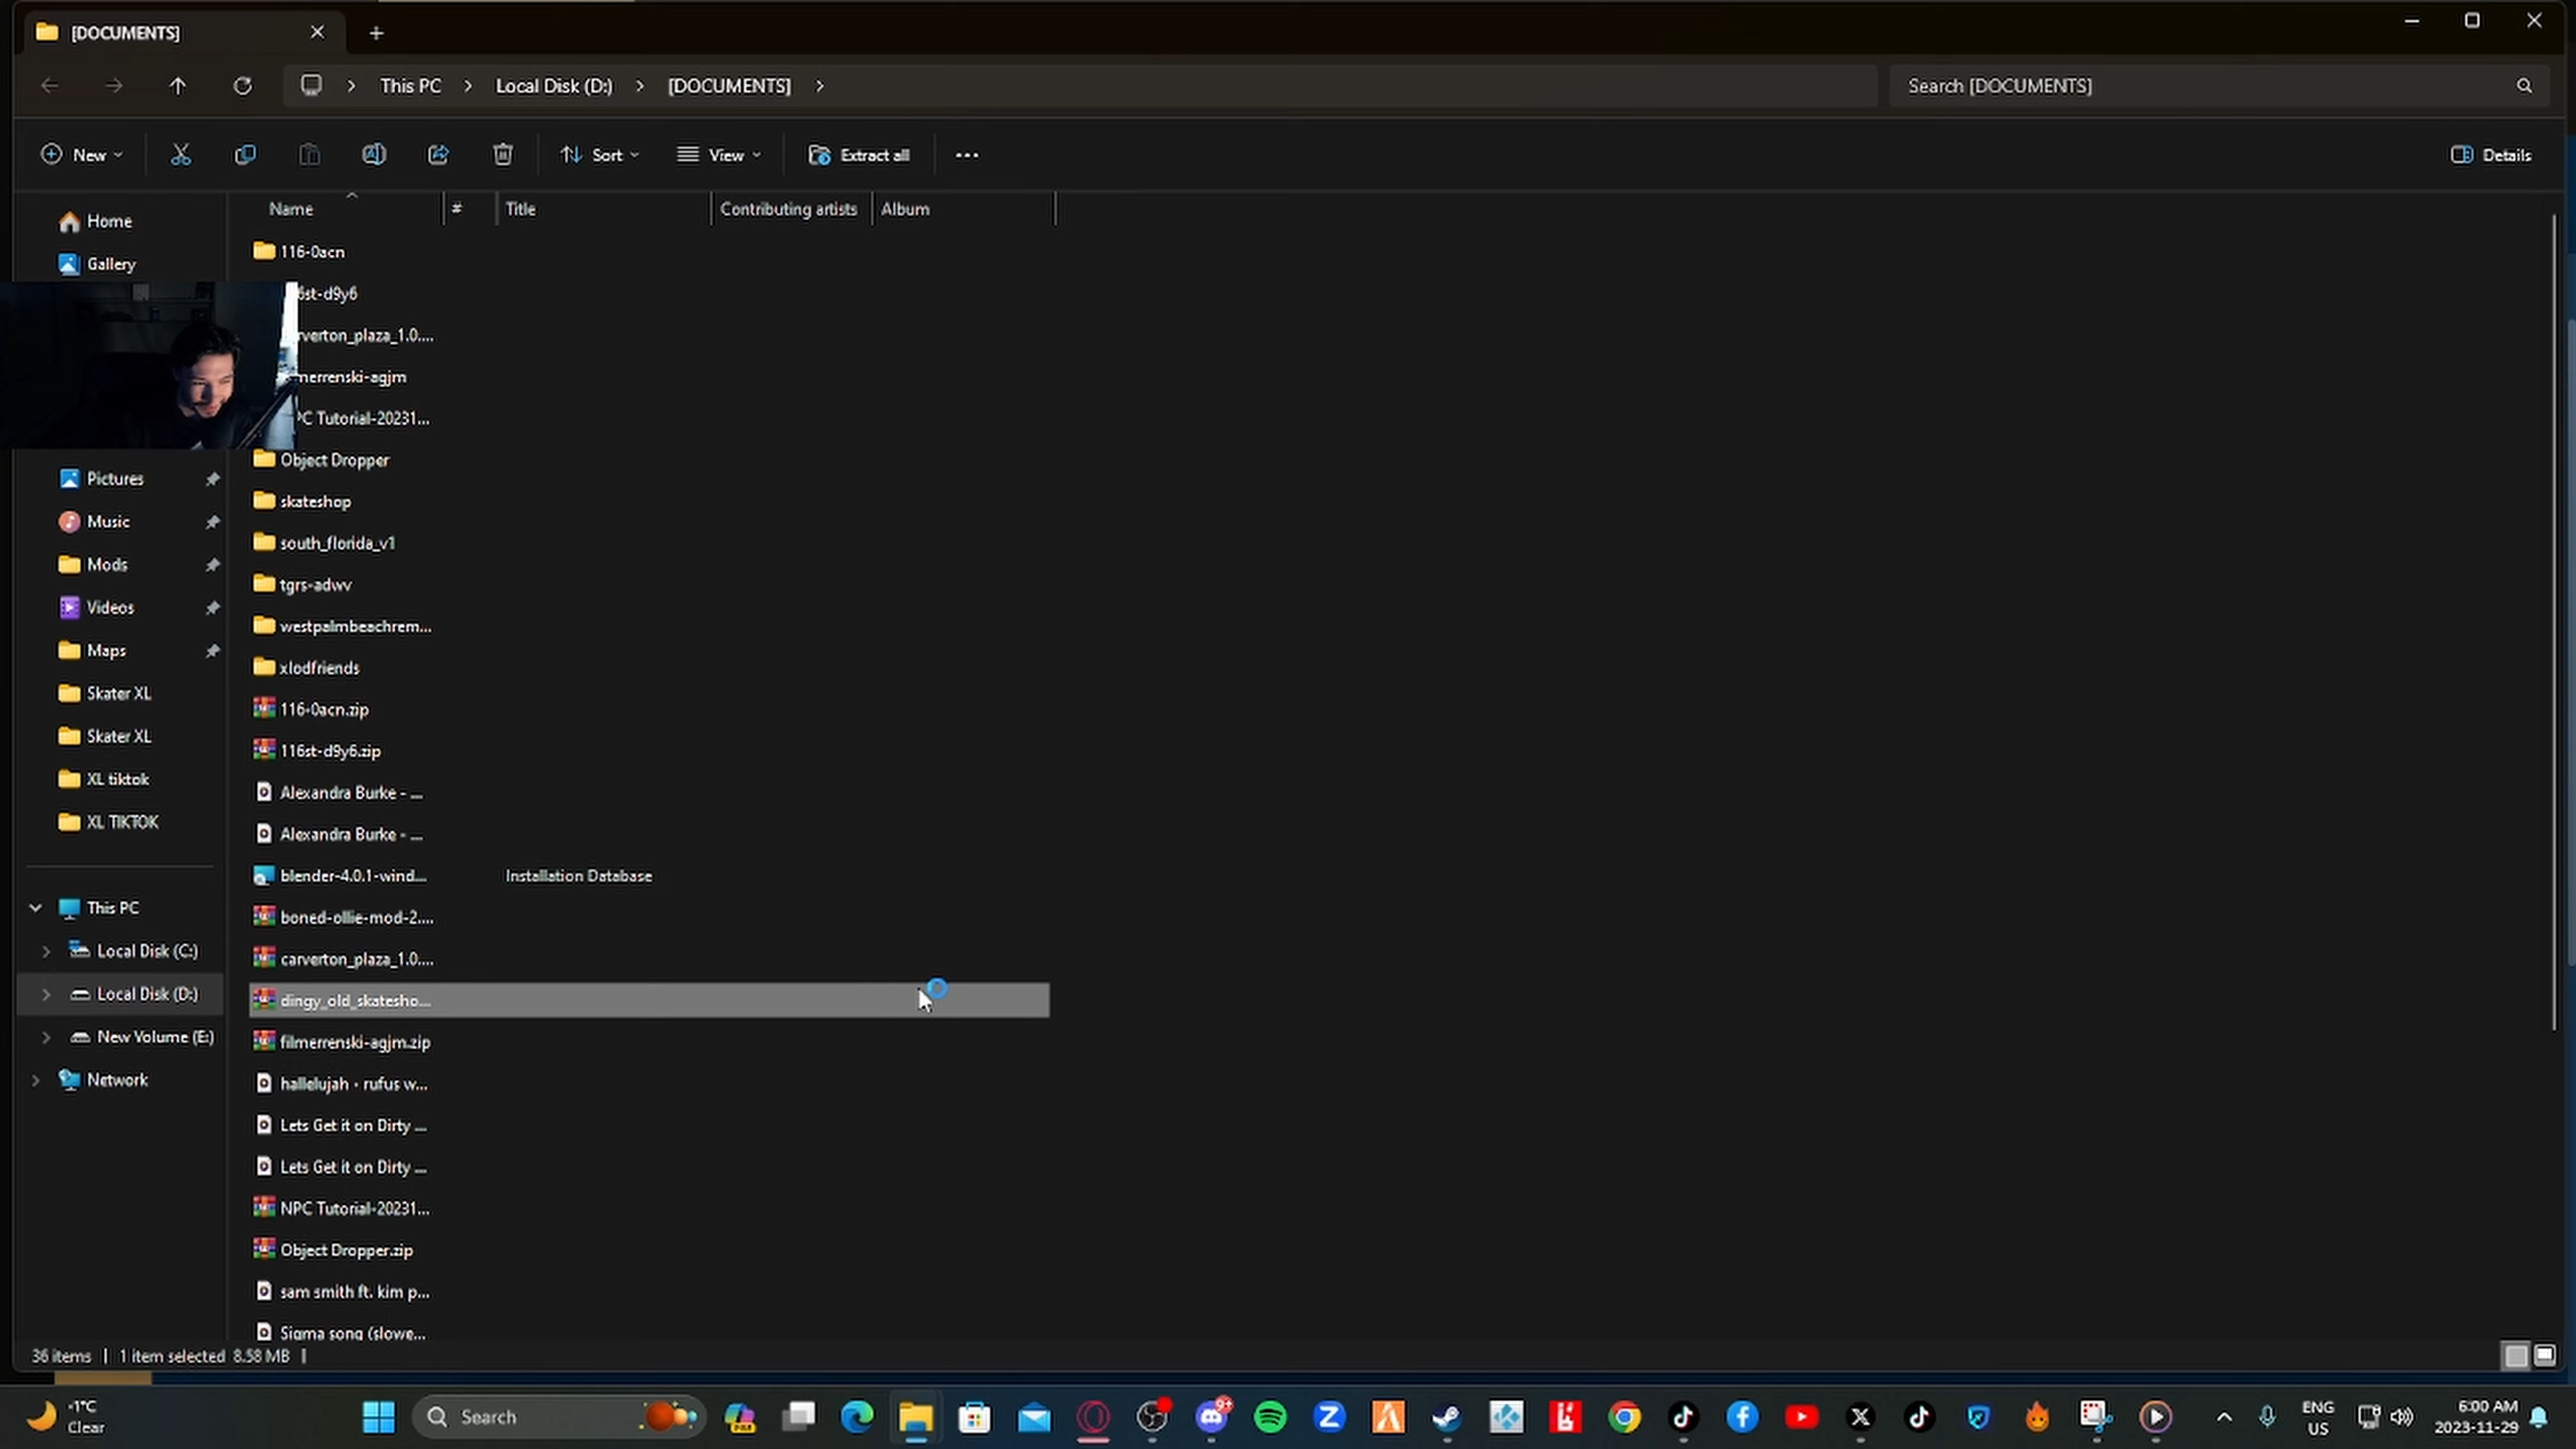 [DOCUMENTS]
This PC
Local Disk (D:)
[DOCUMENTS]
Search [DOCUMENTS]
New
Sort
View
Extract all
Details
Name
#
Title
Contributing artists
Album
Home
Gallery
Pictures
Music
Mods
Videos
Maps
Skater XL
Skater XL
XL tiktok
XL TIKTOK
This PC
Local Disk (C:)
Local Disk (D:)
New Volume (E:)
Network
116-0acn
6st-d9y6
rverton_plaza_1.0....
merrenski-agjm
PC Tutorial-20231...
Object Dropper
skateshop
south_florida_v1
tgrs-adwv
westpalmbeachrem...
xlodfriends
116-0acn.zip
116st-d9y6.zip
Alexandra Burke - ...
Alexandra Burke - ...
blender-4.0.1-wind... Installation Database
boned-ollie-mod-2....
carverton_plaza_1.0....
dingy_old_skatesho...
filmerrenski-agjm.zip
hallelujah - rufus w...
Lets Get it on Dirty ...
Lets Get it on Dirty ...
NPC Tutorial-20231...
Object Dropper.zip
sam smith ft. kim p...
Sigma song (slowe...
36 items | 1 item selected 8.58 MB |
-1°C
Clear
Search
9+
ENG
US
6:00 AM
2023-11-29